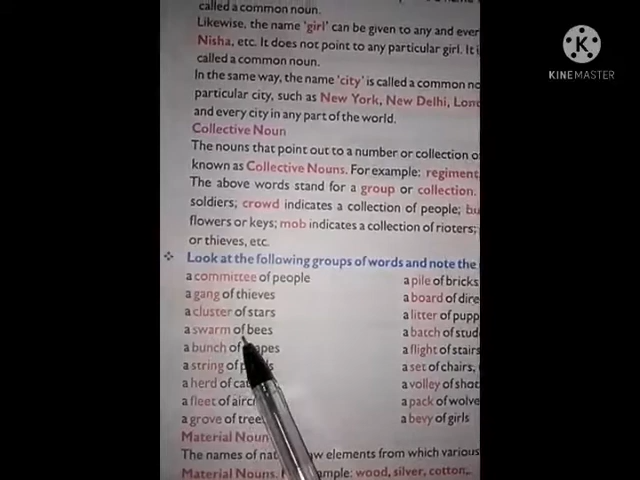 called a common noun.
Likewise, the name 'girl' can be given to any and ever
Nisha, etc. It does not point to any particular girl. It i
called a common noun.
In the same way, the name 'city' is called a common no
particular city, such as New York, New Delhi, Lon
and every city in any part of the world.
Collective Noun
The nouns that point out to a number or collection o
known as Collective Nouns. For example: regiment,
The above words stand for a group or collection.
soldiers; crowd indicates a collection of people; bu
flowers or keys; mob indicates a collection of rioters;
or thieves, etc.
❖ Look at the following groups of words and note the
a committee of people
a gang of thieves
a cluster of stars
a swarm of bees
a bunch of
a string of
a herd of
a fleet of airc
a grove of tree
a pile of bricks
a board of dire
a litter of pupp
a batch of stud
a flight of stairs
a set of chairs,
a volley of shot
a pack of wolve
a bevy of girls
Material Noun
The names of elements from which various
Material Nouns. wood, silver, cotton,
KINEMASTER